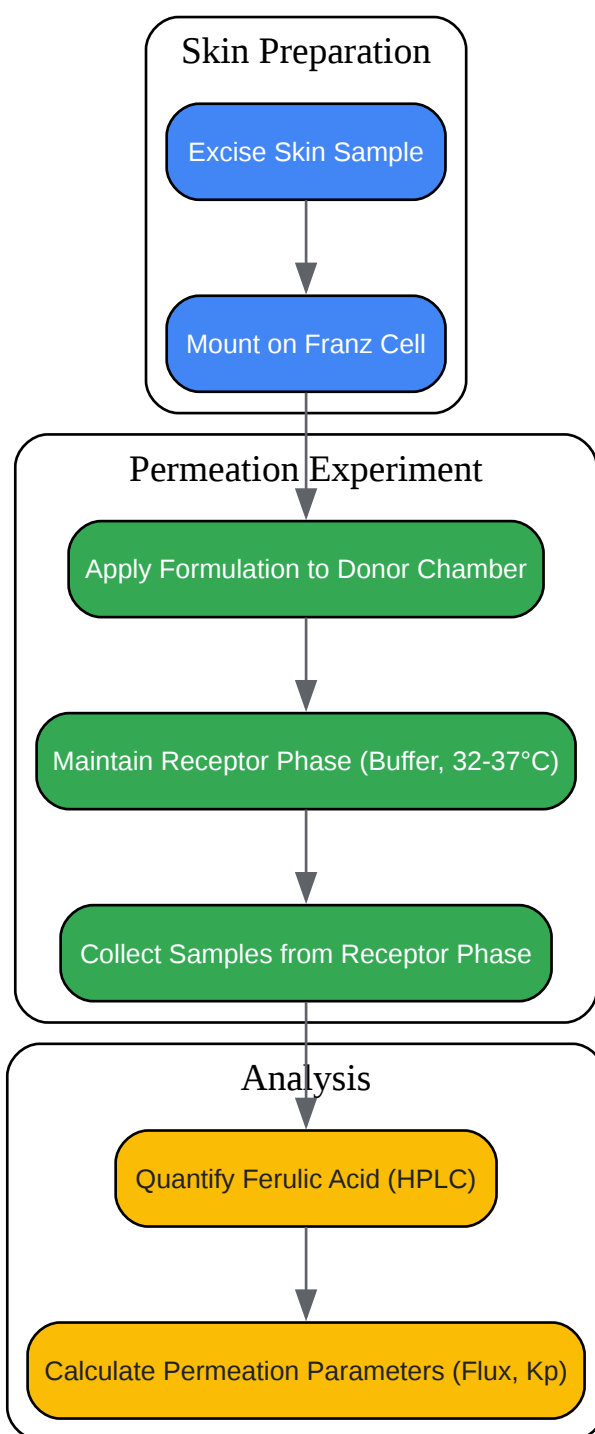 Skin Preparation
Excise Skin Sample
Mount on Franz Cell
Permeation Experiment
Apply Formulation to Donor Chamber
Maintain Receptor Phase (Buffer, 32-37°C)
Collect Samples from Receptor Phase
Analysis
Quantify Ferulic Acid (HPLC)
Calculate Permeation Parameters (Flux, Kp)